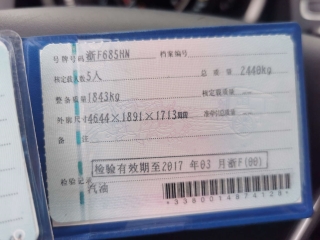 号牌号码 浙F685HN 档案编号
核定载人数 5人 总质量 2440kg
整备质量 1843kg 核定载质量
外廓尺寸 4644×1891×1713mm 准牵引总质量
备注
检验有效期至2017年03月浙F(00)
检验记录
汽油